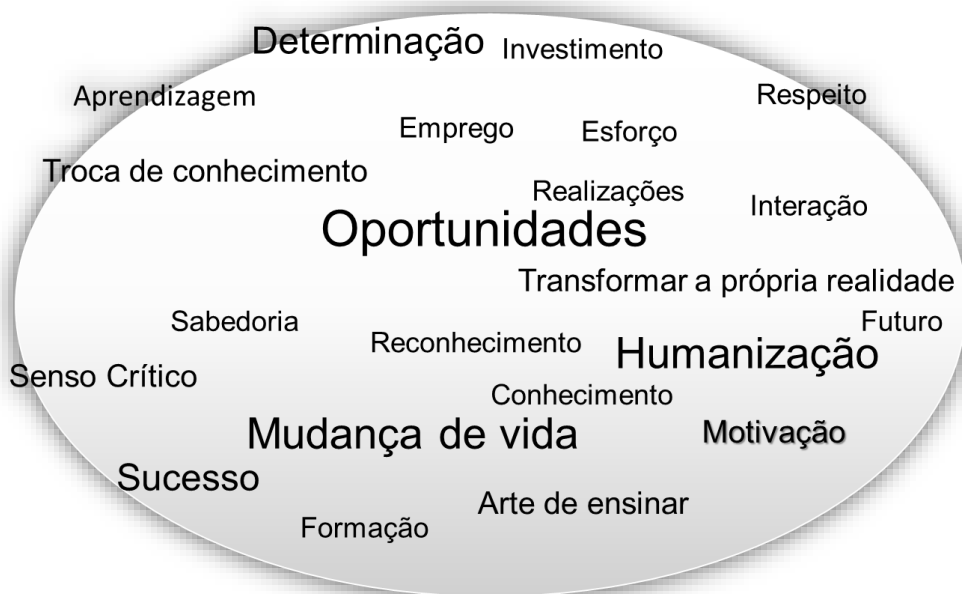 Determinação
Investimento
Aprendizagem
Respeito
Emprego
Esforço
Troca de conhecimento
Realizações
Interação
Oportunidades
Transformar a própria realidade
Sabedoria
Futuro
Reconhecimento
Humanização
Senso Crítico
Conhecimento
Mudança de vida
Motivação
Sucesso
Arte de ensinar
Formação